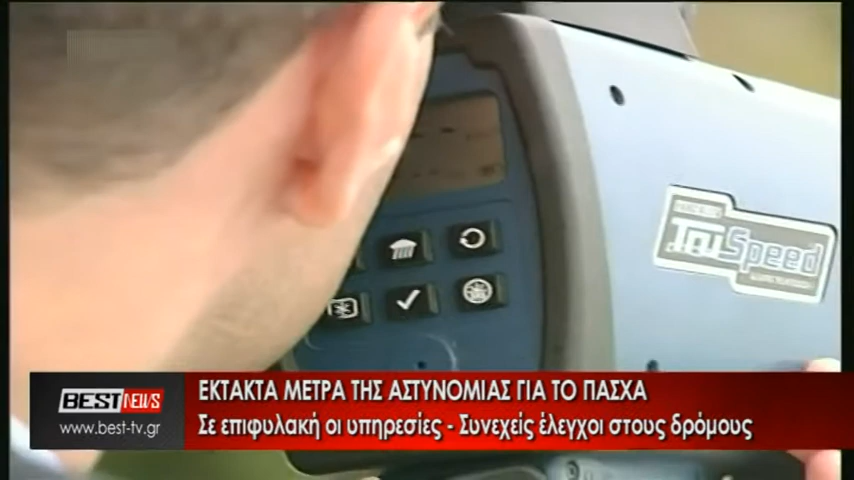 TruSpeed
ΕΚΤΑΚΤΑ ΜΕΤΡΑ ΤΗΣ ΑΣΤΥΝΟΜΙΑΣ ΓΙΑ ΤΟ ΠΑΣΧΑ
BEST NEWS
Σε επιφυλακή οι υπηρεσίες - Συνεχείς έλεγχοι στους δρόμους
www.best-tv.gr